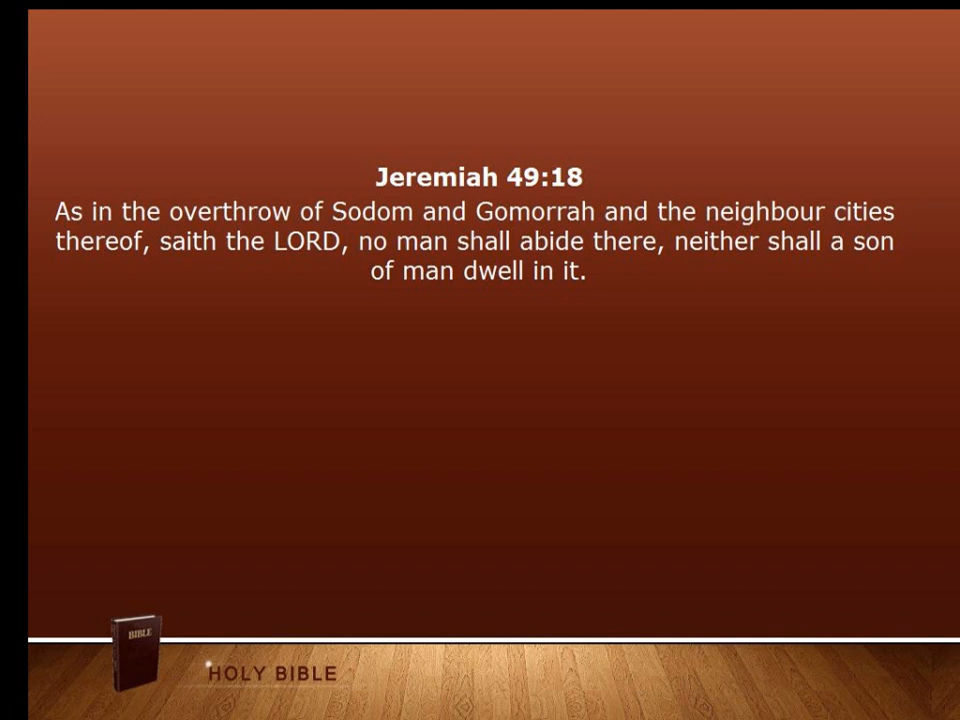 Jeremiah 49:18
As in the overthrow of Sodom and Gomorrah and the neighbour cities
thereof, saith the LORD, no man shall abide there, neither shall a son
of man dwell in it.
BIBLE
HOLY BIBLE